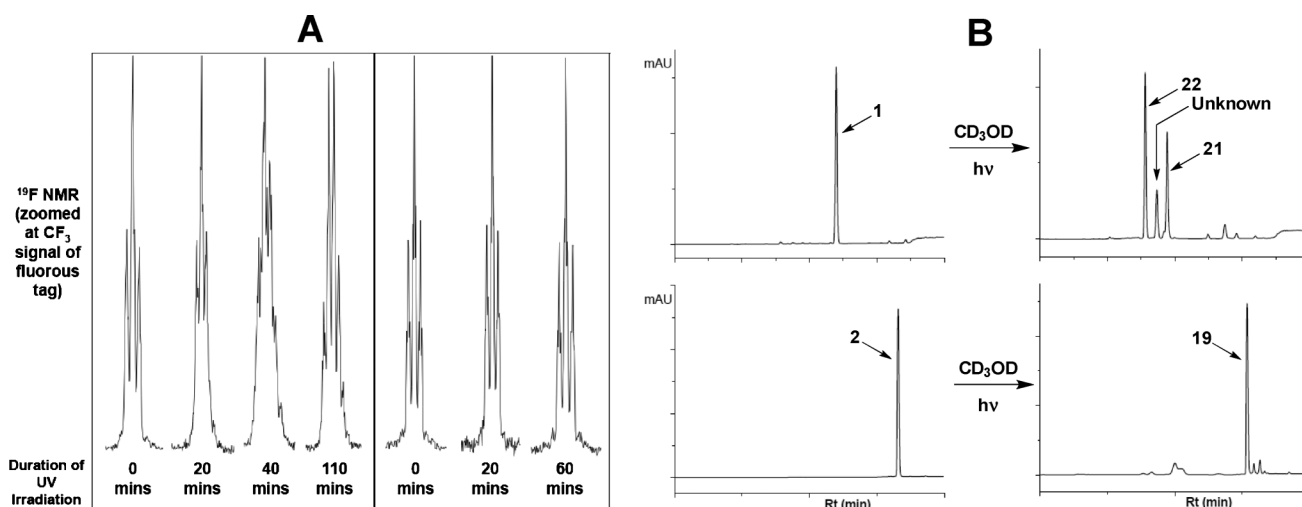 A
¹⁹F NMR
(zoomed
at CF₃
signal of
fluorous
tag)
Duration of
UV
Irradiation
0
mins
20
mins
40
mins
110
mins
0
mins
20
mins
60
mins
B
mAU
1
CD₃OD
hν
22
Unknown
21
mAU
2
Rt (min)
CD₃OD
hν
19
Rt (min)